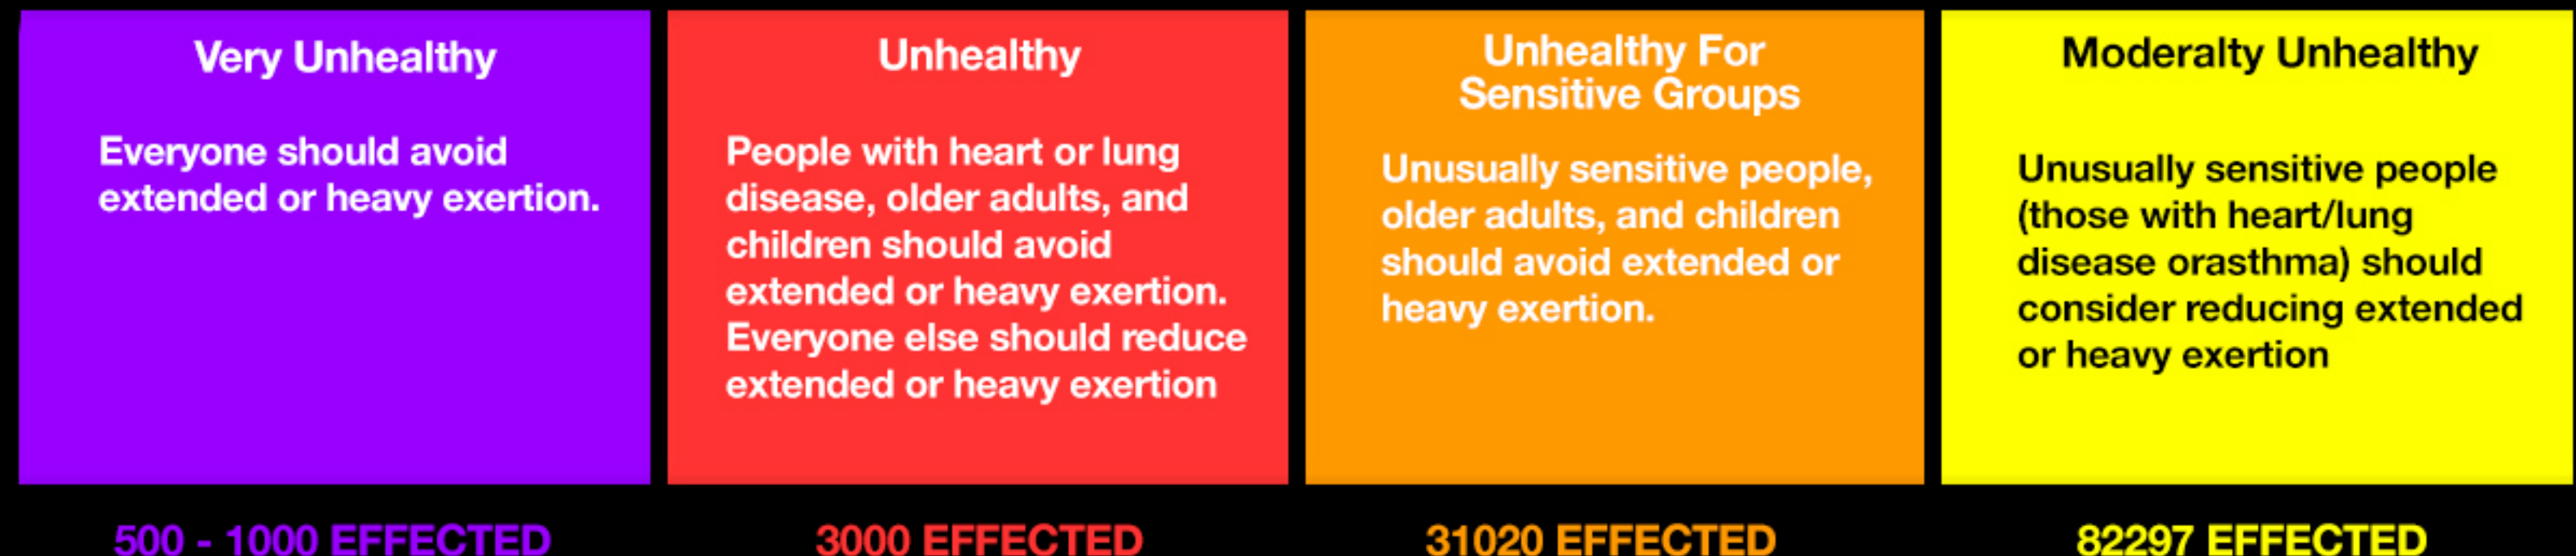 Very Unhealthy
Everyone should avoid
extended or heavy exertion.
500 - 1000 EFFECTED
Unhealthy
People with heart or lung
disease, older adults, and
children should avoid
extended or heavy exertion.
Everyone else should reduce
extended or heavy exertion
3000 EFFECTED
Unhealthy For
Sensitive Groups
Unusually sensitive people,
older adults, and children
should avoid extended or
heavy exertion.
31020 EFFECTED
Moderalty Unhealthy
Unusually sensitive people
(those with heart/lung
disease orasthma) should
consider reducing extended
or heavy exertion
82297 EFFECTED